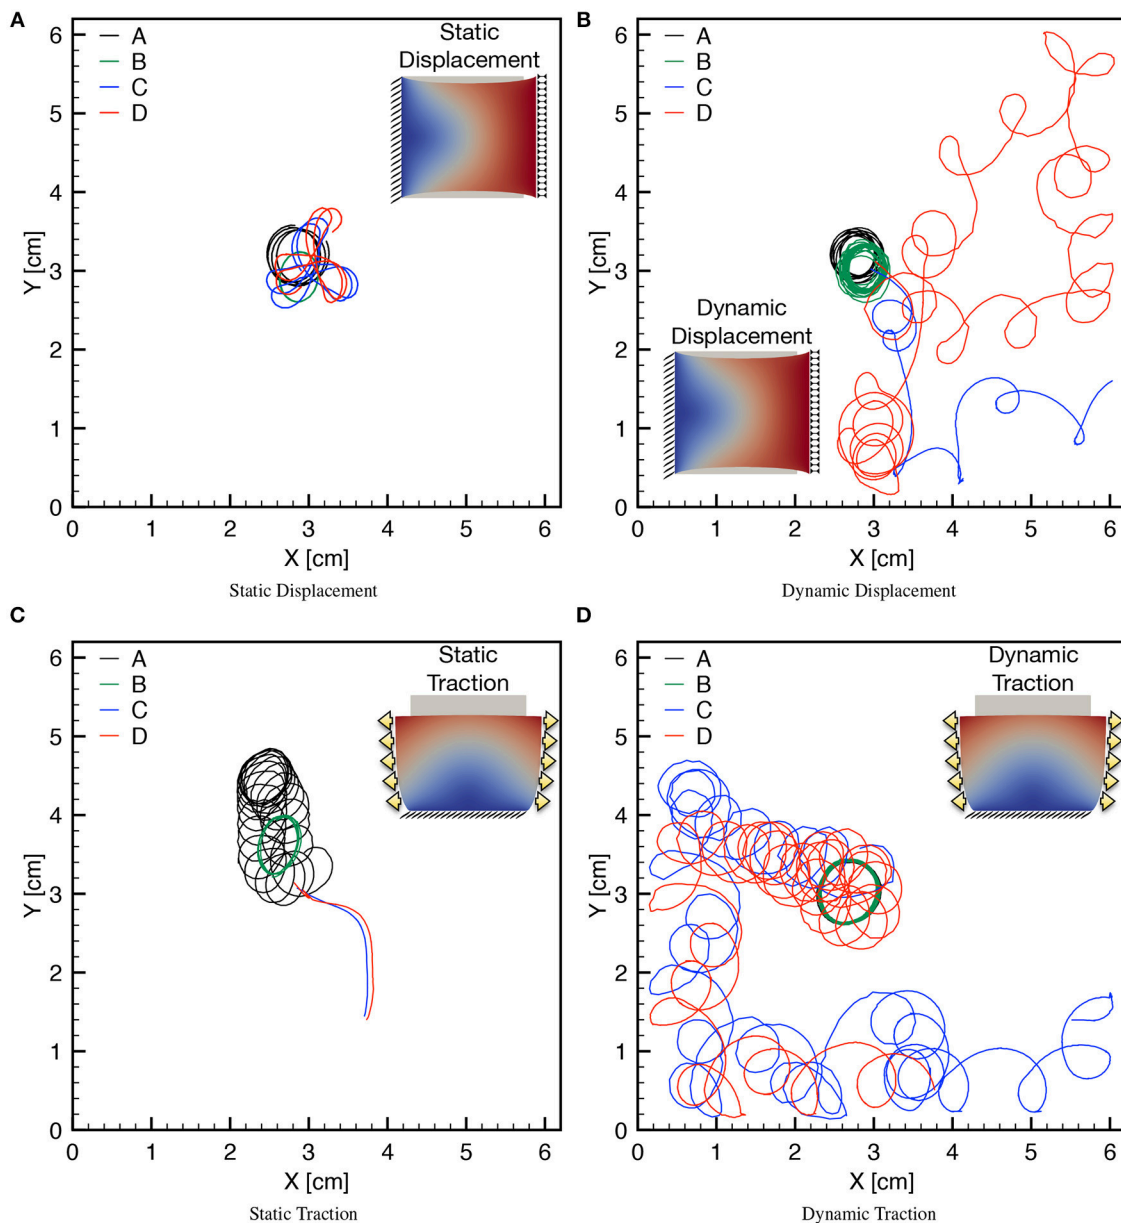 A
B
A
B
C
D
Static
Displacement
A
B
C
D
Dynamic
Displacement
Y [cm]
6
5
4
3
2
1
0
0 1 2 3 4 5 6
X [cm]
Static Displacement
Y [cm]
6
5
4
3
2
1
0
0 1 2 3 4 5 6
X [cm]
Dynamic Displacement
C
D
A
B
C
D
Static
Traction
A
B
C
D
Dynamic
Traction
Y [cm]
6
5
4
3
2
1
0
0 1 2 3 4 5 6
X [cm]
Static Traction
Y [cm]
6
5
4
3
2
1
0
0 1 2 3 4 5 6
X [cm]
Dynamic Traction